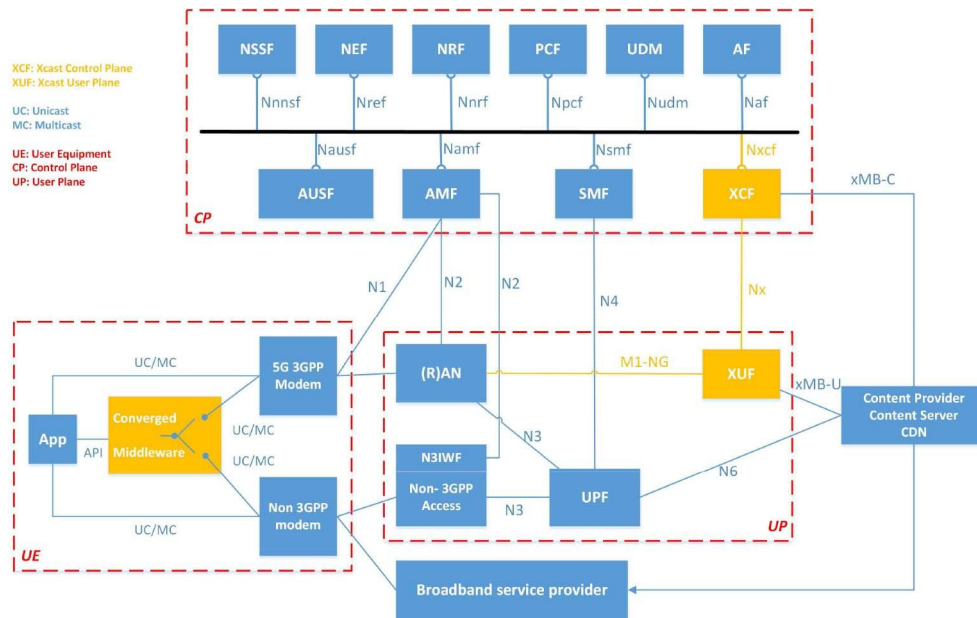 NSSF
NEF
NRF
PCF
UDM
AF
XCF: Xcast Control Plane
XUF: Xcast User Plane
UC: Unicast
MC: Multicast
UE: User Equipment
CP: Control Plane
UP: User Plane
Nnnsf
Nref
Nnrf
Npcf
Nudm
Naf
Nausf
Namf
Nsmf
Nxcf
AUSF
AMF
SMF
XCF
xMB-C
CP
N1
N2
N2
N4
Nx
5G 3GPP
Modem
(R)AN
M1-NG
XUF
xMB-U
UC/MC
Converged
Middleware
App
API
UC/MC
UC/MC
Content Provider
Content Server
CDN
N3
N3IWF
Non- 3GPP
Access
N3
UPF
N6
Non 3GPP
modem
UC/MC
UE
UP
Broadband service provider